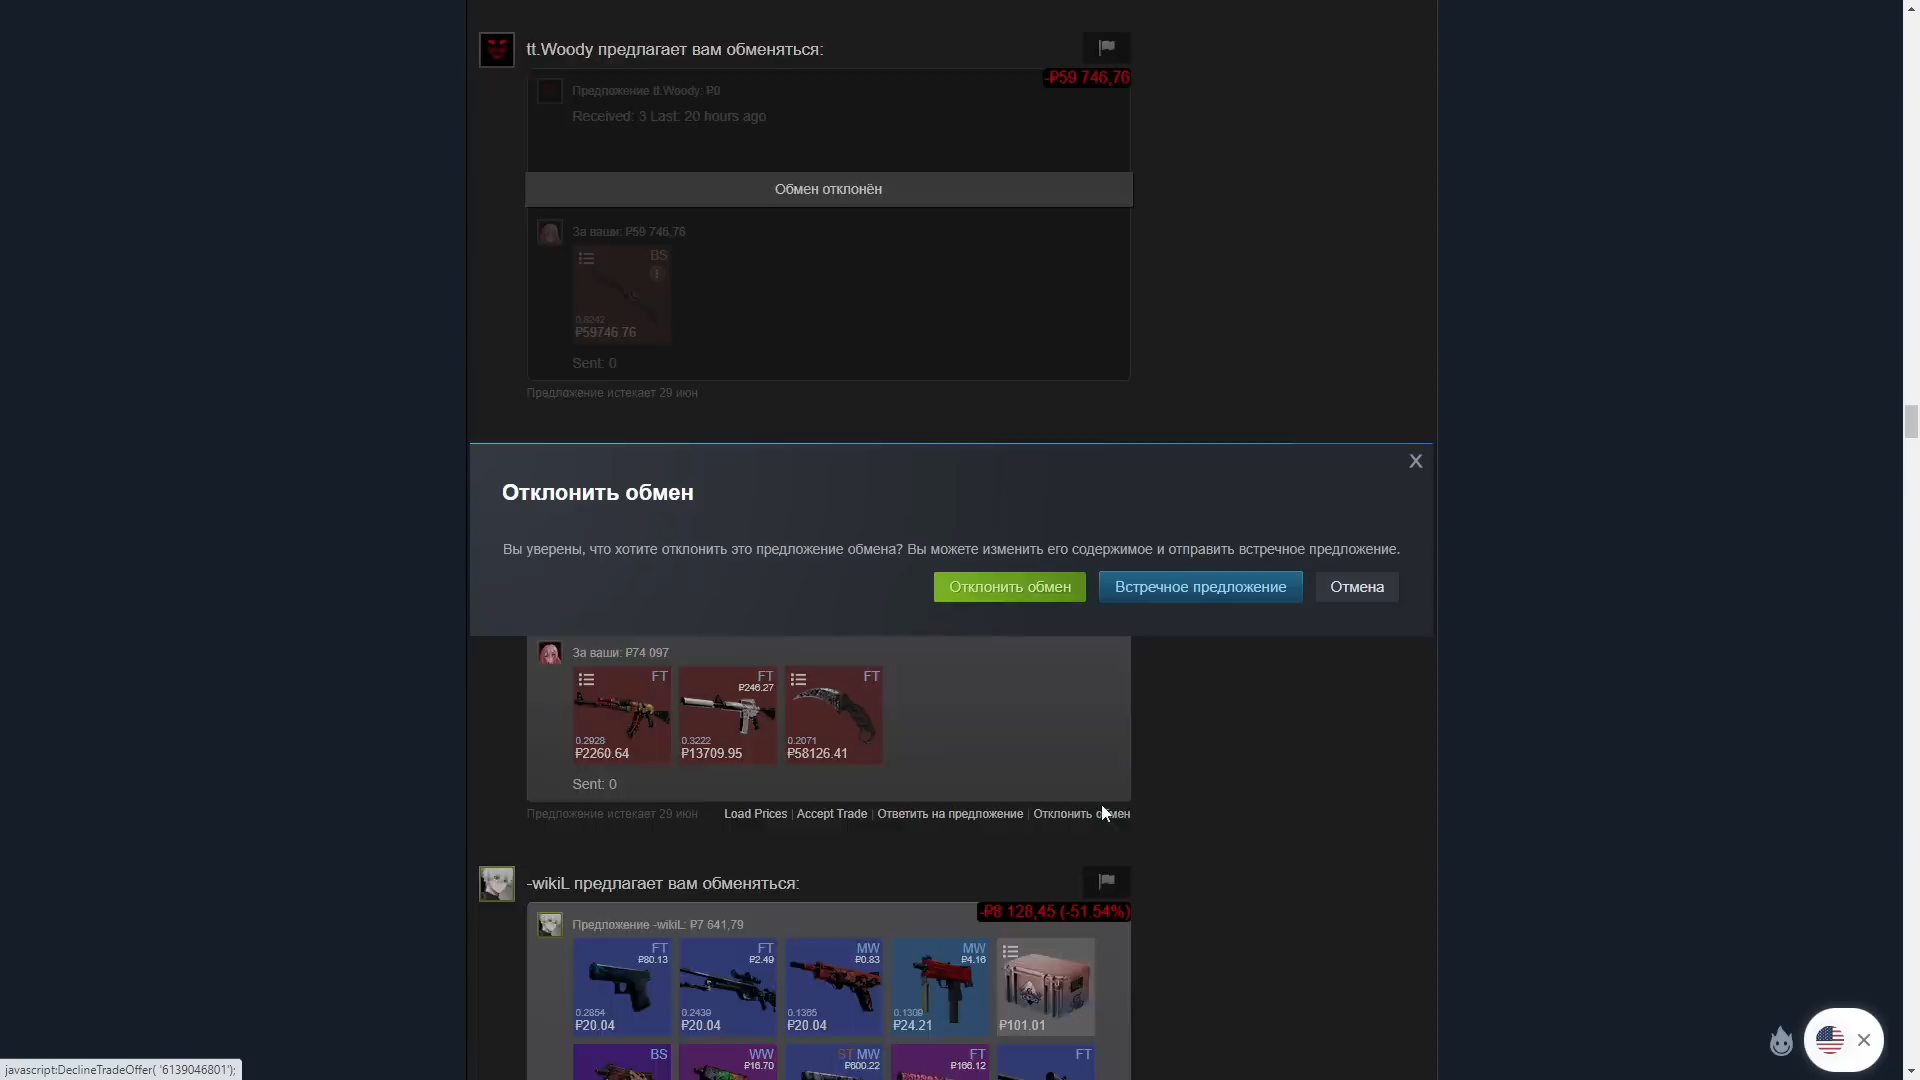 tt.Woody предлагает вам обменяться:
-₽59 746,76
Предложение tt.Woody: ₽0
Received: 3 Last: 20 hours ago
Обмен отклонён
За ваши: ₽59 746,76
BS
0.6242
₽59746.76
Sent: 0
Предложение истекает 29 июн
X
Отклонить обмен
Вы уверены, что хотите отклонить это предложение обмена? Вы можете изменить его содержимое и отправить встречное предложение.
Отклонить обмен
Встречное предложение
Отмена
За ваши: ₽74 097
FT
0.2928
₽2260.64
FT
₽246.27
0.3222
₽13709.95
FT
0.2071
₽58126.41
Sent: 0
Предложение истекает 29 июн
Load Prices | Accept Trade | Ответить на предложение | Отклонить обмен
-wikiL предлагает вам обменяться:
-₽8 128,45 (-51.54%)
Предложение -wikiL: ₽7 641,79
FT
₽80.13
0.2854
₽20.04
FT
₽2.49
0.2439
₽20.04
MW
₽0.83
0.1365
₽20.04
MW
₽4.16
0.1309
₽24.21
₽101.01
BS
WW
₽16.70
ST MW
₽600.22
FT
₽166.12
FT
javascript:DeclineTradeOffer( '6139046801');